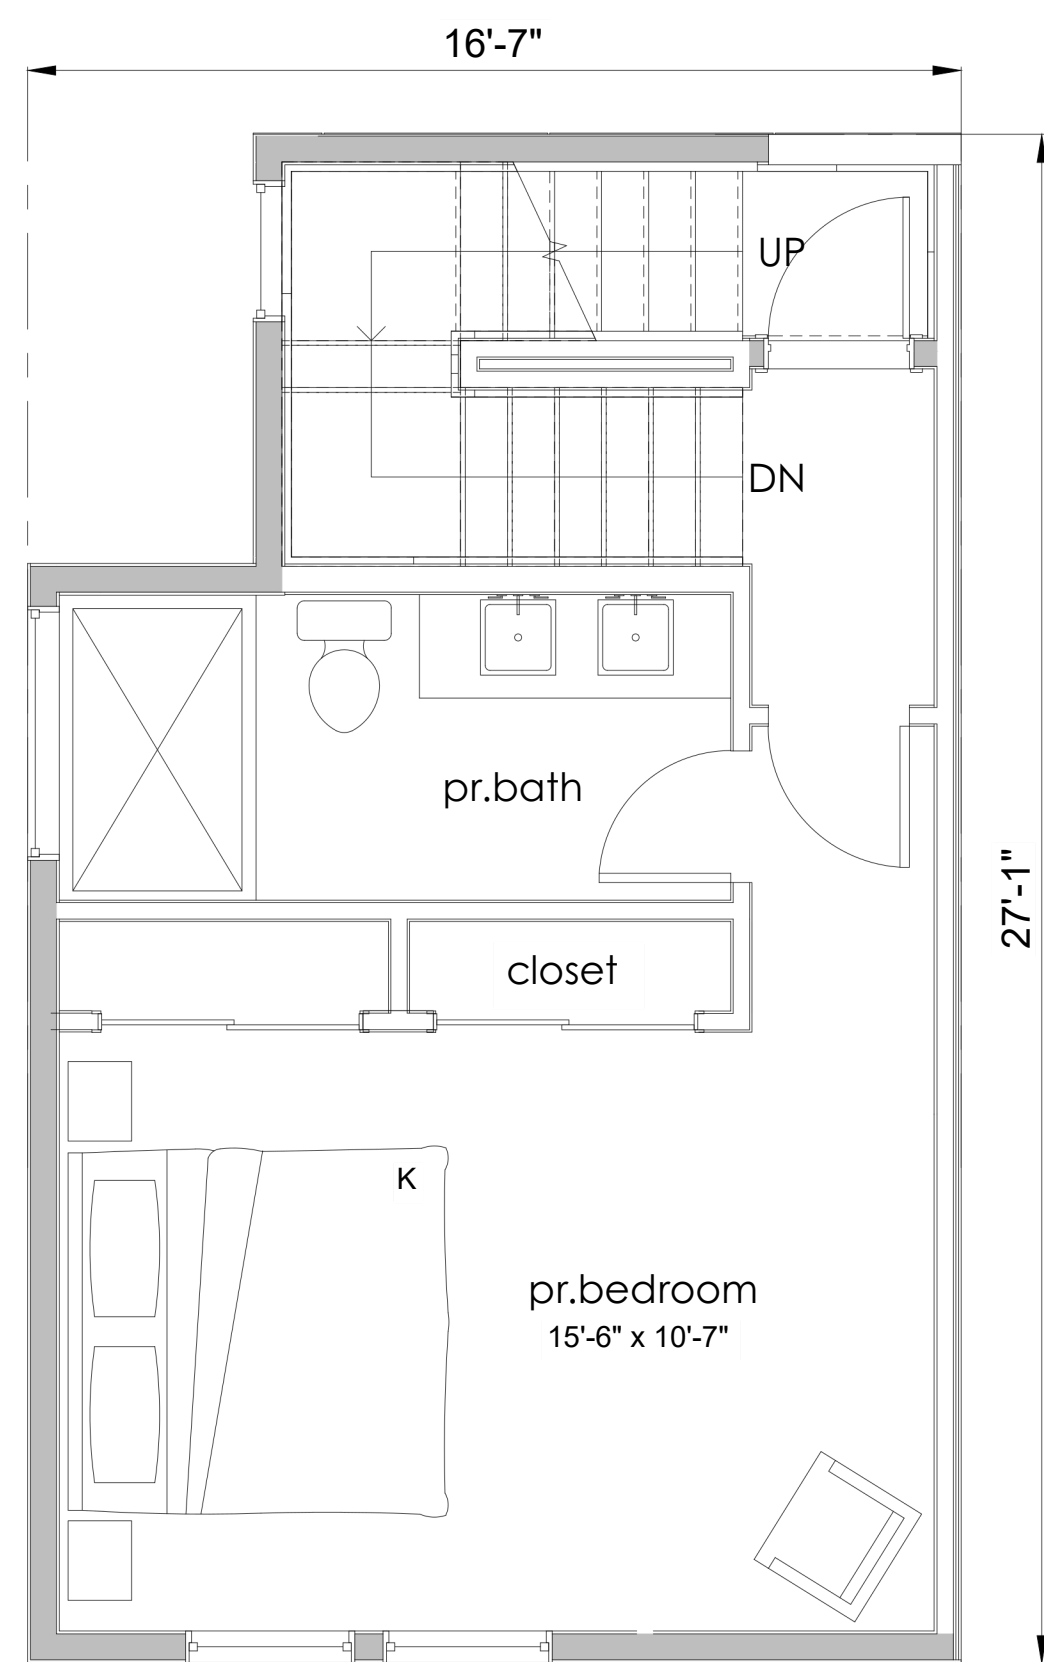 16'-7"
UP
DN
pr.bath
27'-1"
closet
K
pr.bedroom
15'-6" x 10'-7"